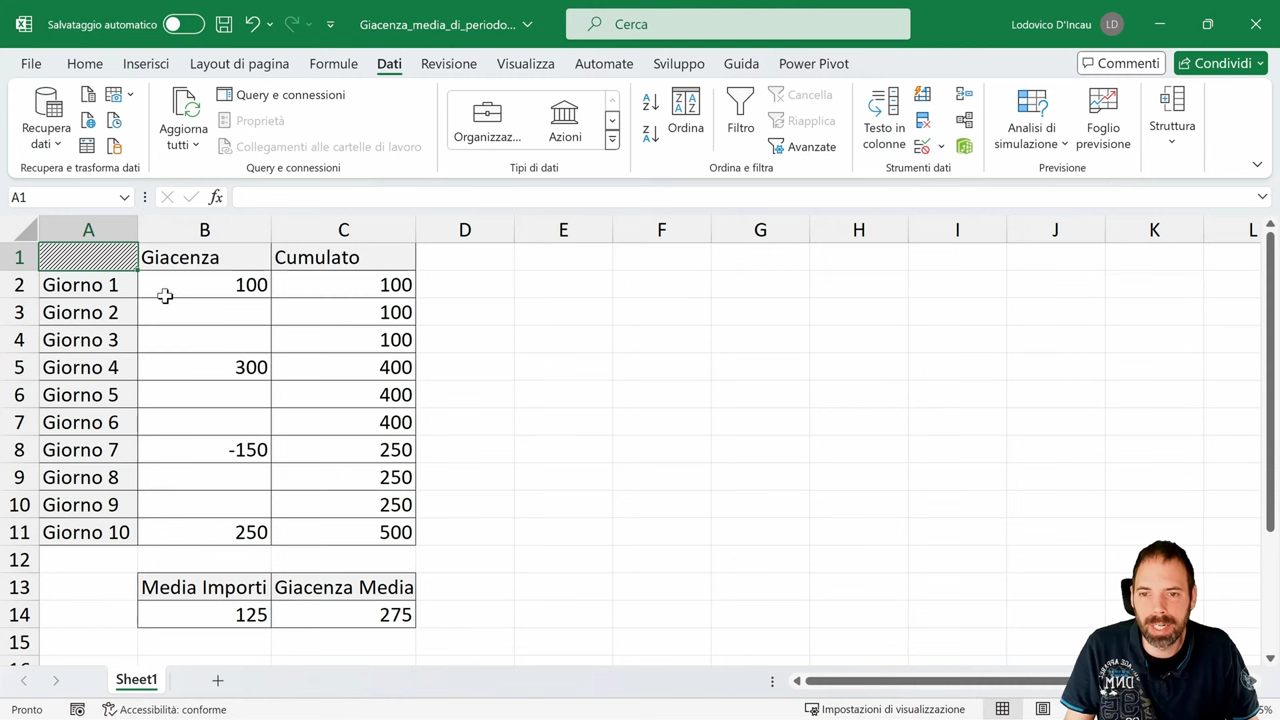 Salvataggio automatico
Giacenza_media_di_periodo...
Cerca
Lodovico D'Incau
LD
File
Home
Inserisci
Layout di pagina
Formule
Dati
Revisione
Visualizza
Automate
Sviluppo
Guida
Power Pivot
Commenti
Condividi
Recupera dati
Aggiorna tutti
Query e connessioni
Proprietà
Collegamenti alle cartelle di lavoro
Organizzaz...
Azioni
Ordina
Filtro
Cancella
Riapplica
Avanzate
Testo in colonne
Analisi di simulazione
Foglio previsione
Struttura
Recupera e trasforma dati
Query e connessioni
Tipi di dati
Ordina e filtra
Strumenti dati
Previsione
A1
fx
A B C D E F G H I J K L
1 Giacenza Cumulato
2 Giorno 1 100 100
3 Giorno 2 100
4 Giorno 3 100
5 Giorno 4 300 400
6 Giorno 5 400
7 Giorno 6 400
8 Giorno 7 -150 250
9 Giorno 8 250
10 Giorno 9 250
11 Giorno 10 250 500
12
13 Media Importi Giacenza Media
14 125 275
15
Sheet1
Pronto
Accessibilità: conforme
Impostazioni di visualizzazione